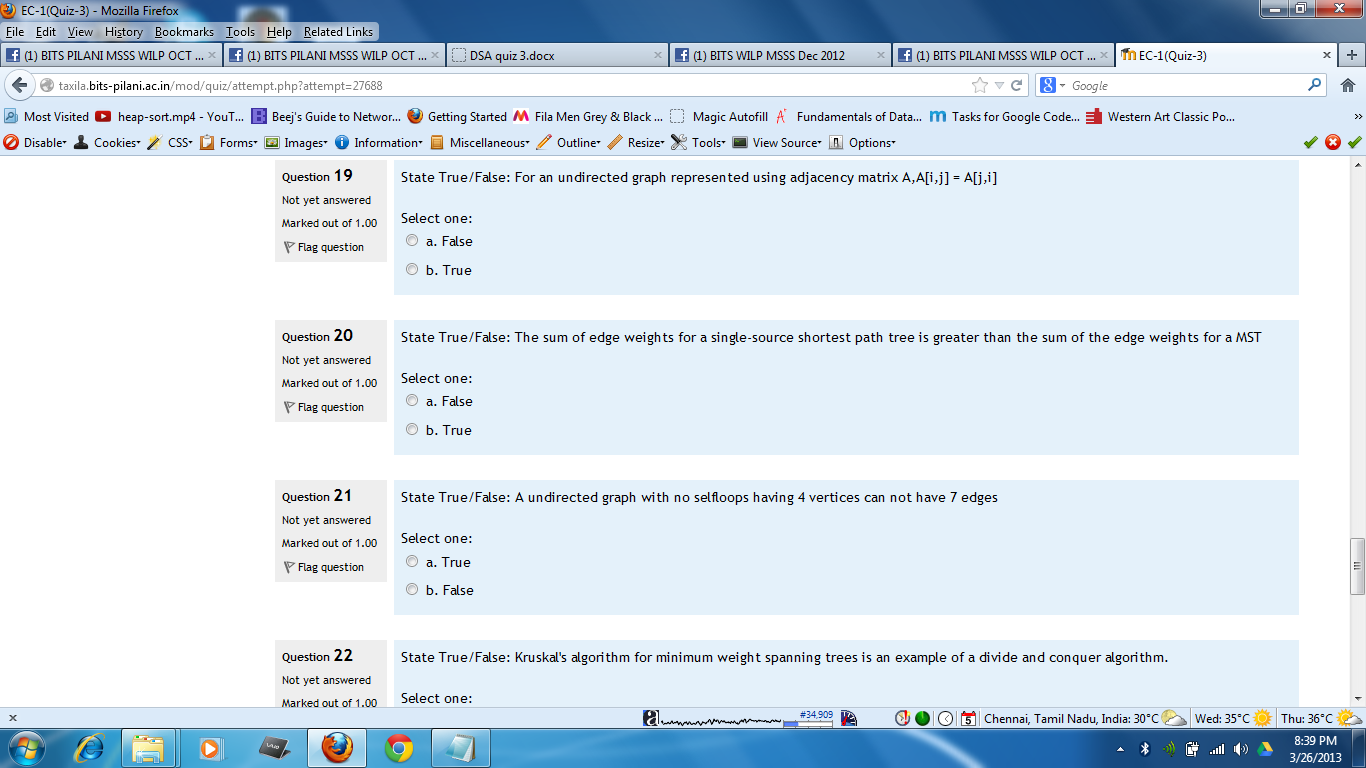 EC-1(Quiz-3) - Mozilla Firefox
File Edit View History Bookmarks Tools Help Related Links
(1) BITS PILANI MSSS WILP OCT ... (1) BITS PILANI MSSS WILP OCT ... DSA quiz 3.docx (1) BITS WILP MSSS Dec 2012 (1) BITS PILANI MSSS WILP OCT ... EC-1(Quiz-3)
taxila.bits-pilani.ac.in/mod/quiz/attempt.php?attempt=27688 Google
Most Visited heap-sort.mp4 - YouT... Beej's Guide to Networ... Getting Started Fila Men Grey & Black ... Magic Autofill Fundamentals of Data... Tasks for Google Code... Western Art Classic Po...
Disable Cookies CSS Forms Images Information Miscellaneous Outline Resize Tools View Source Options
Question 19 State True/False: For an undirected graph represented using adjacency matrix A,A[i,j] = A[j,i]
Not yet answered
Marked out of 1.00 Select one:
Flag question a. False
b. True
Question 20 State True/False: The sum of edge weights for a single-source shortest path tree is greater than the sum of the edge weights for a MST
Not yet answered
Marked out of 1.00 Select one:
Flag question a. False
b. True
Question 21 State True/False: A undirected graph with no selfloops having 4 vertices can not have 7 edges
Not yet answered
Marked out of 1.00 Select one:
Flag question a. True
b. False
Question 22 State True/False: Kruskal's algorithm for minimum weight spanning trees is an example of a divide and conquer algorithm.
Not yet answered
Marked out of 1.00 Select one:
#34,909 Chennai, Tamil Nadu, India: 30°C Wed: 35°C Thu: 36°C
8:39 PM
3/26/2013